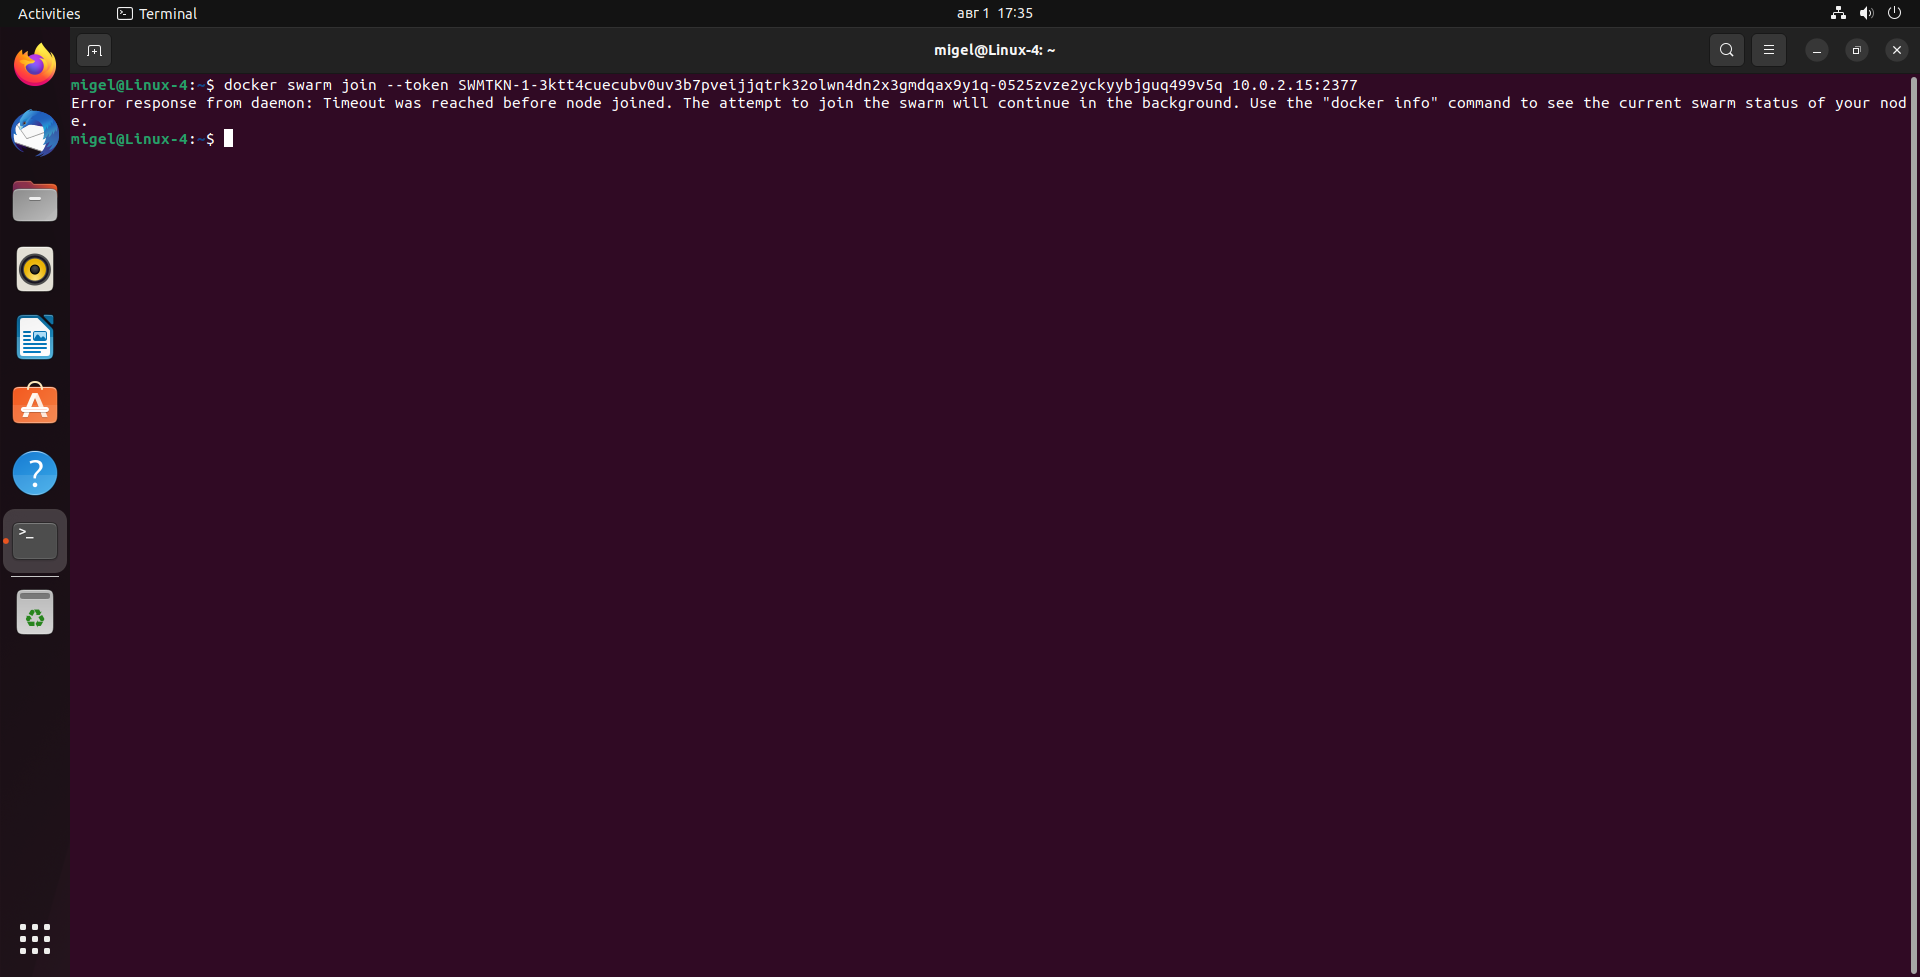 Activities Terminal авг 1 17:35
migel@Linux-4: ~
migel@Linux-4:~$ docker swarm join --token SWMTKN-1-3ktt4cuecubv0uv3b7pveijjqtrk32olwn4dn2x3gmdqax9y1q-0525zvze2yckyybjguq499v5q 10.0.2.15:2377
Error response from daemon: Timeout was reached before node joined. The attempt to join the swarm will continue in the background. Use the "docker info" command to see the current swarm status of your nod
e.
migel@Linux-4:~$